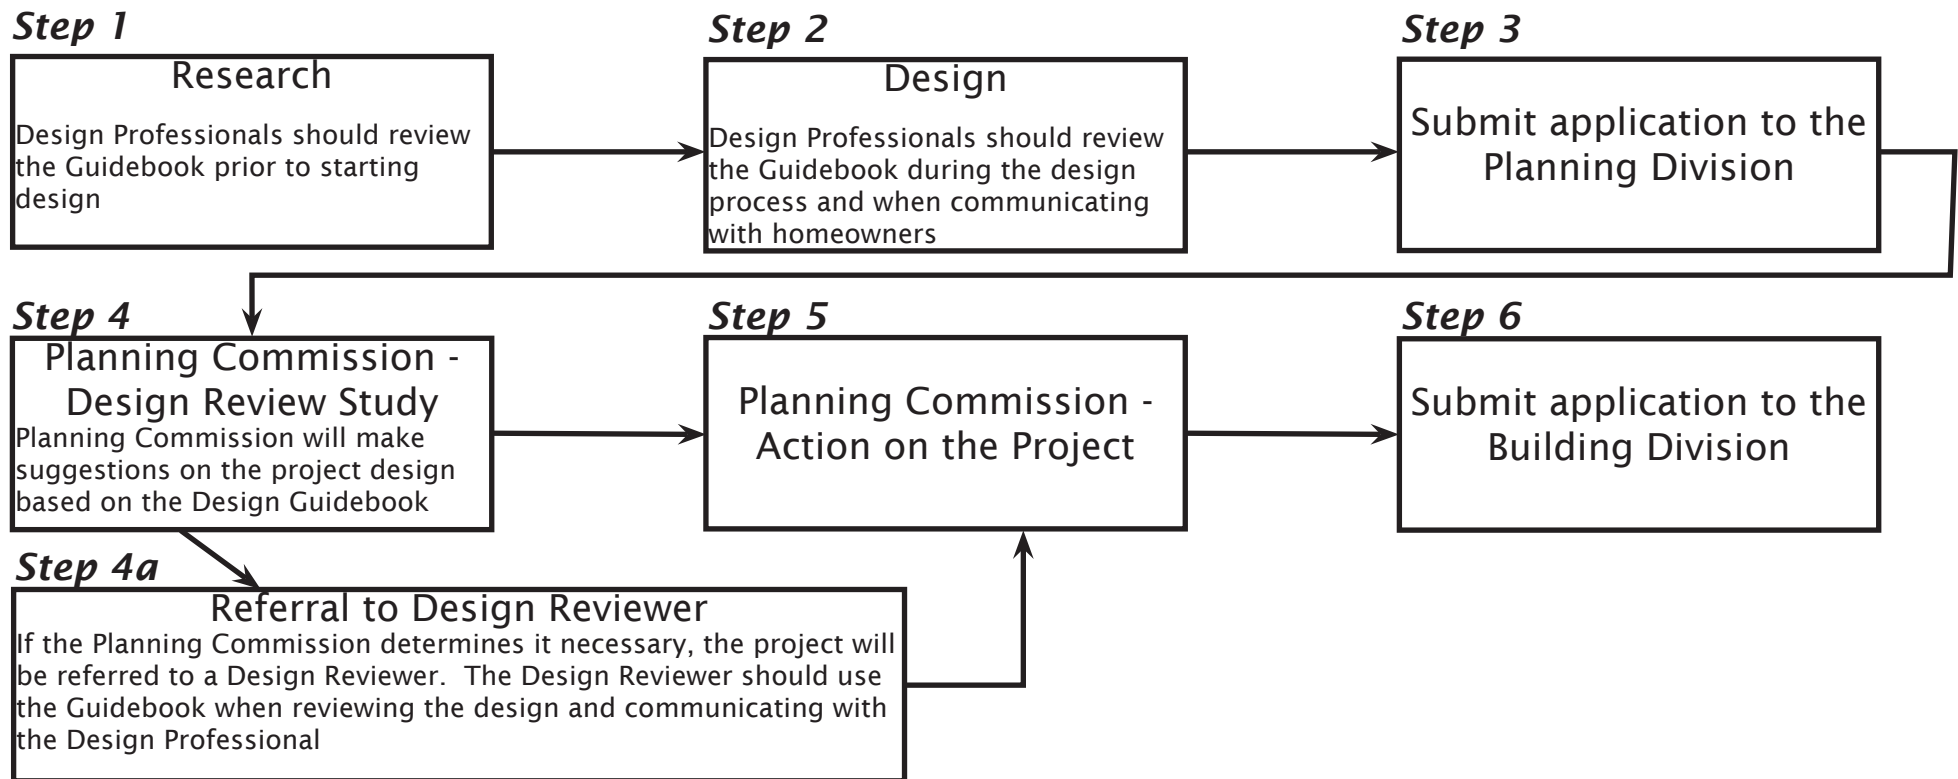 Step 1
Research
Design Professionals should review
the Guidebook prior to starting
design
Step 2
Design
Design Professionals should review
the Guidebook during the design
process and when communicating
with homeowners
Step 3
Submit application to the
Planning Division
Step 4
Planning Commission -
Design Review Study
Planning Commission will make
suggestions on the project design
based on the Design Guidebook
Step 5
Planning Commission -
Action on the Project
Step 6
Submit application to the
Building Division
Step 4a
Referral to Design Reviewer
If the Planning Commission determines it necessary, the project will
be referred to a Design Reviewer.  The Design Reviewer should use
the Guidebook when reviewing the design and communicating with
the Design Professional